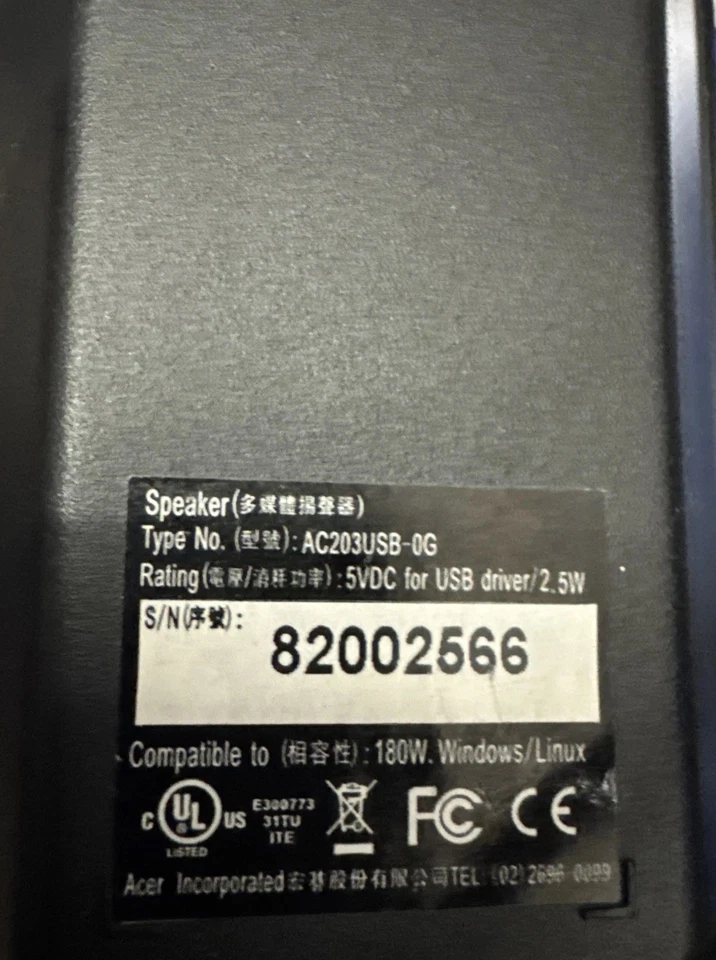 Speaker(多媒體揚聲器)
Type No. (型號): AC203USB-0G
Rating(電壓/消耗功率):5VDC for USB driver/2.5W
S/N(序號):
82002566
Compatible to (相容性): 180W. Windows/Linux
C UL US
LISTED
E300773
31TU
ITE
FC CE
Acer Incorporated宏碁股份有限公司TEL:(02)2696-0099